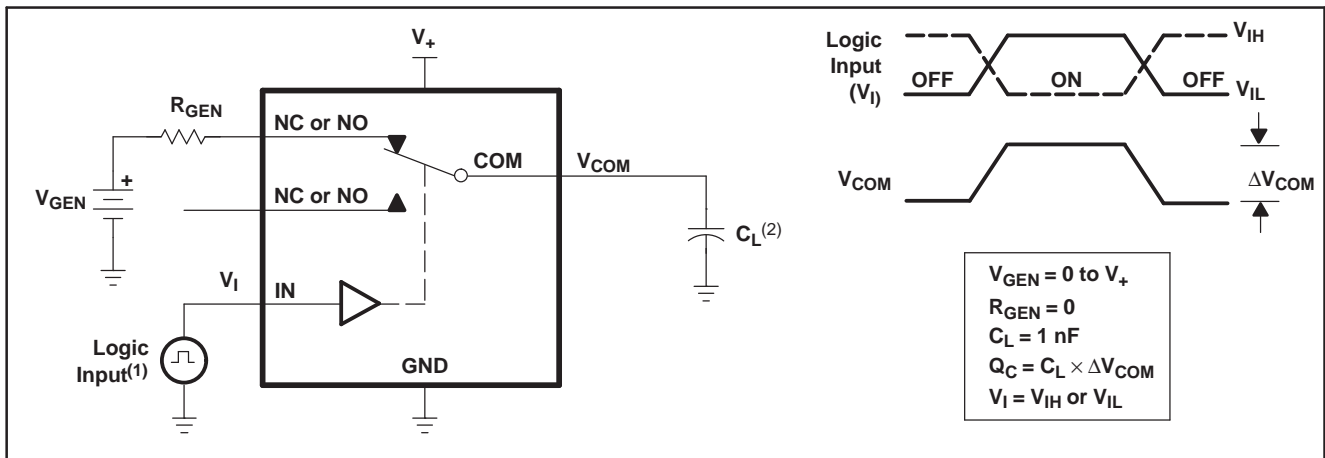 V+
RGEN
NC or NO
COM
VCOM
VGEN
+
NC or NO
CL(2)
VI
IN
Logic
Input(1)
GND
Logic
Input
(VI)
OFF
ON
OFF
VIH
VIL
VCOM
ΔVCOM
VGEN = 0 to V+
RGEN = 0
CL = 1 nF
QC = CL × ΔVCOM
VI = VIH or VIL